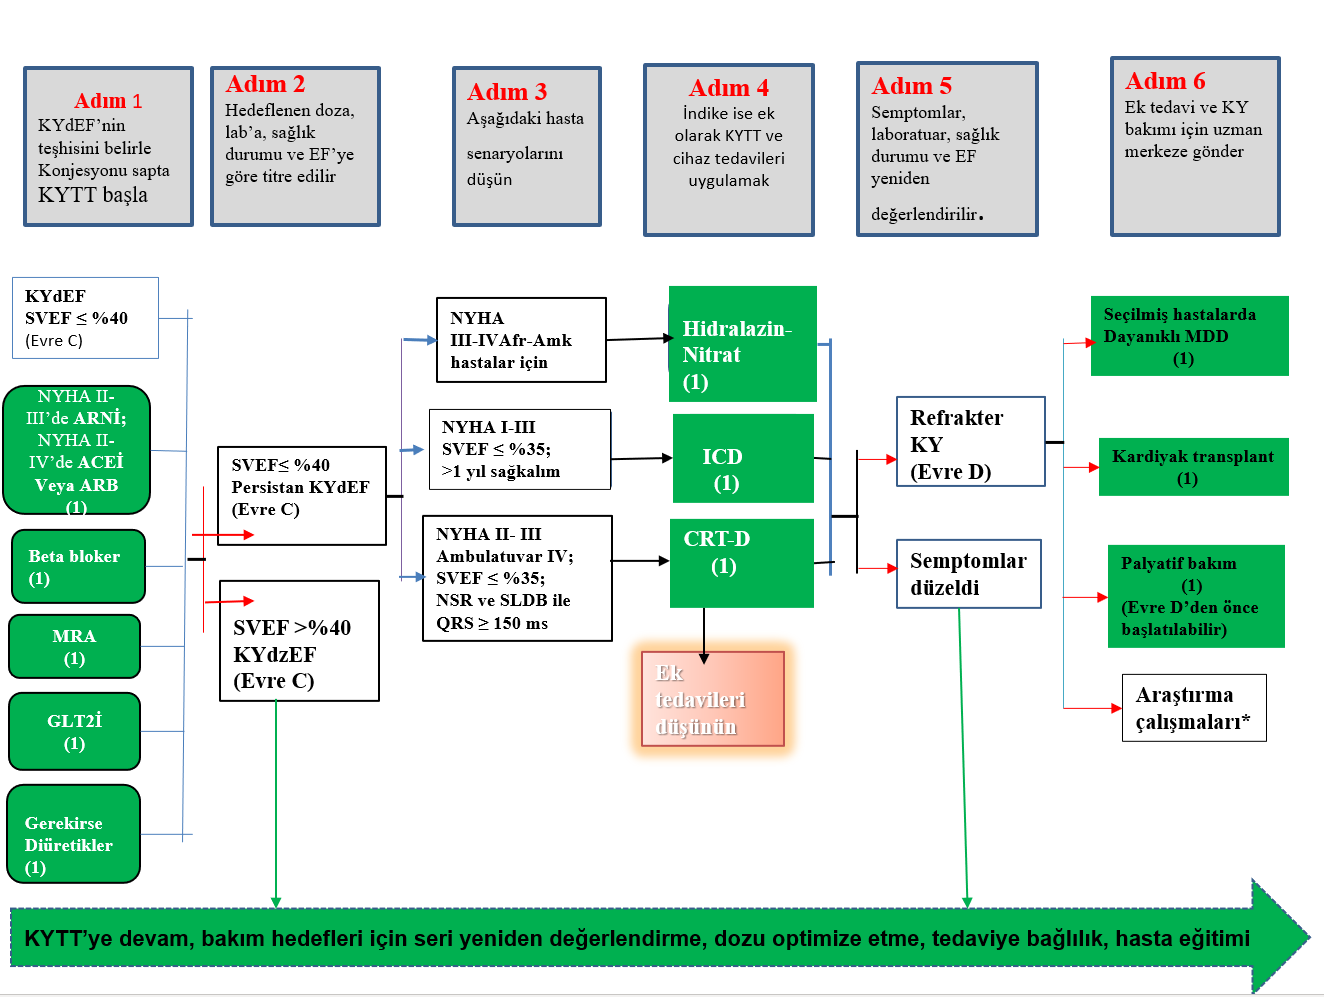 Adım 1
KYdEF’nin
teşhisini belirle
Konjesyonu sapta
KYTT başla
Adım 2
Hedeflenen doza,
lab’a, sağlık
durumu ve EF’ye
göre titre edilir
Adım 3
Aşağıdaki hasta
senaryolarını
düşün
Adım 4
İndike ise ek
olarak KYTT ve
cihaz tedavileri
uygulamak
Adım 5
Semptomlar,
laboratuar, sağlık
durumu ve EF
yeniden
değerlendirilir.
Adım 6
Ek tedavi ve KY
bakımı için uzman
merkeze gönder
KYdEF
SVEF ≤ %40
(Evre C)
NYHA II-
III’de ARNİ;
NYHA II-
IV’de ACEİ
Veya ARB
(1)
Beta bloker
(1)
MRA
(1)
GLT2İ
(1)
Gerekirse
Diüretikler
(1)
SVEF≤ %40
Persistan KYdEF
(Evre C)
SVEF >%40
KYdzEF
(Evre C)
NYHA
III-IVAfr-Amk
hastalar için
NYHA I-III
SVEF ≤ %35;
>1 yıl sağkalım
NYHA II- III
Ambulatuvar IV;
SVEF ≤ %35;
NSR ve SLDB ile
QRS ≥ 150 ms
Hidralazin-
Nitrat
(1)
ICD
(1)
CRT-D
(1)
Ek
tedavileri
düşünün
Refrakter
KY
(Evre D)
Semptomlar
düzeldi
Seçilmiş hastalarda
Dayanıklı MDD
(1)
Kardiyak transplant
(1)
Palyatif bakım
(1)
(Evre D’den önce
başlatılabilir)
Araştırma
çalışmaları*
KYTT’ye devam, bakım hedefleri için seri yeniden değerlendirme, dozu optimize etme, tedaviye bağlılık, hasta eğitimi